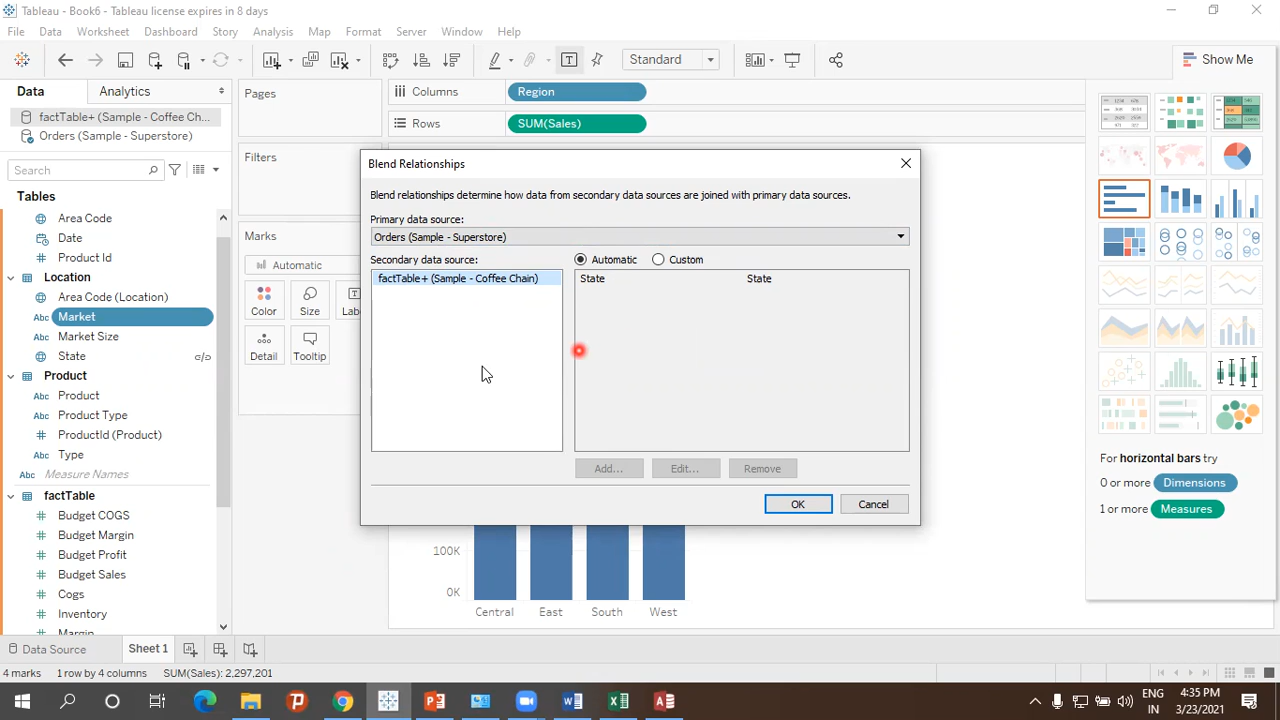 Tableau - Book6 - Tableau license expires in 8 days
File Data Worksheet Dashboard Story Analysis Map Format Server Window Help
Standard
Show Me
Data Analytics
factTable+ (Sample - Coffee Ch...
Orders (Sample - Superstore)
Search
Tables
Area Code
Date
Product Id
Location
Area Code (Location)
Abc Market
Abc Market Size
State
Product
Abc Product
Abc Product Type
ProductId (Product)
Abc Type
Abc Measure Names
factTable
Budget COGS
Budget Margin
Budget Profit
Budget Sales
Cogs
Inventory
Margin
Pages
Filters
Marks
Automatic
Color Size
Detail Tooltip
Columns Region
Rows SUM(Sales)
Blend Relationships
Blend relationships determine how data from secondary data sources are joined with primary data sources.
Primary data source:
Orders (Sample - Superstore)
Secondary data source: Automatic Custom
factTable+ (Sample - Coffee Chain) State State
Add... Edit... Remove
OK Cancel
100K
0K
Central East South West
For horizontal bars try
0 or more Dimensions
1 or more Measures
Data Source Sheet 1
4 marks 1 row by 4 columns SUM(Sales): 2,297,201
ENG
IN
4:35 PM
3/23/2021